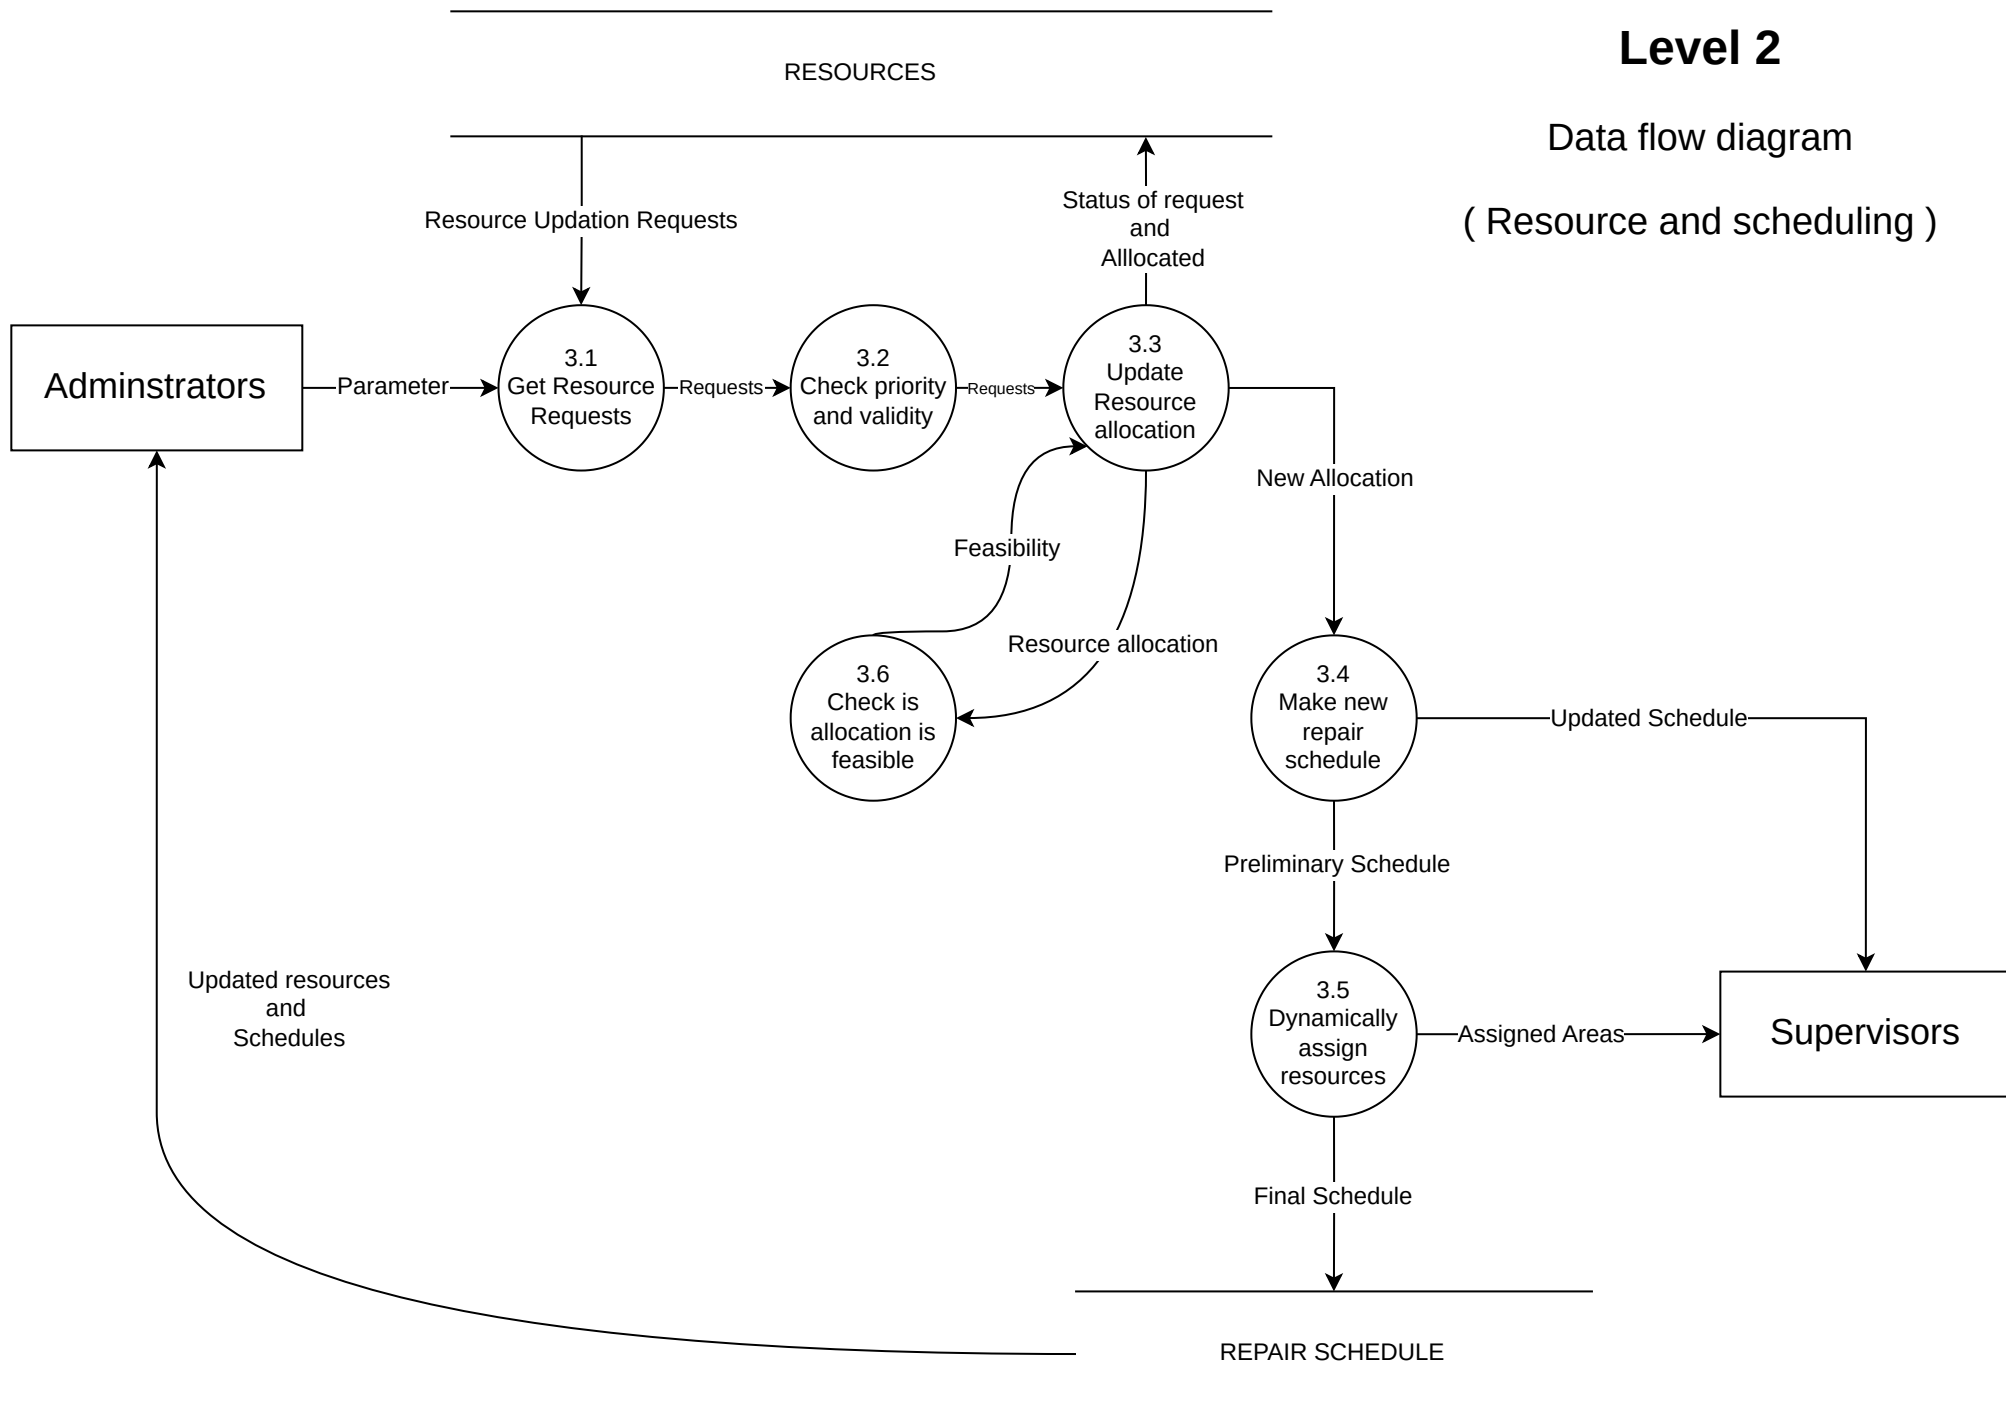 RESOURCES
Level 2
Data flow diagram
( Resource and scheduling )
Resource Updation Requests
Status of request
and
Alllocated
Adminstrators
Parameter
3.1
Get Resource
Requests
Requests
3.2
Check priority
and validity
Requests
3.3
Update
Resource
allocation
New Allocation
Feasibility
Resource allocation
3.6
Check is
allocation is
feasible
3.4
Make new
repair
schedule
Updated Schedule
Preliminary Schedule
Updated resources
and
Schedules
3.5
Dynamically
assign
resources
Assigned Areas
Supervisors
Final Schedule
REPAIR SCHEDULE